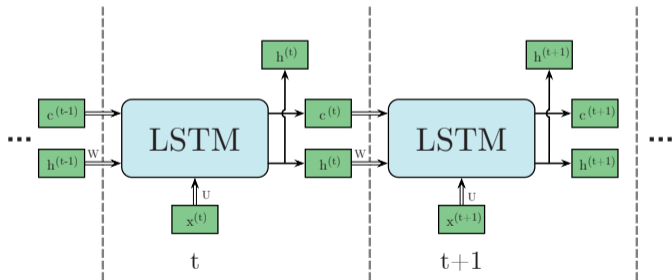 h^(t) h^(t+1)
c^(t-1) c^(t) c^(t+1)
LSTM LSTM
... h^(t-1) W h^(t) W h^(t+1) ...
U U
x^(t) x^(t+1)
t t+1